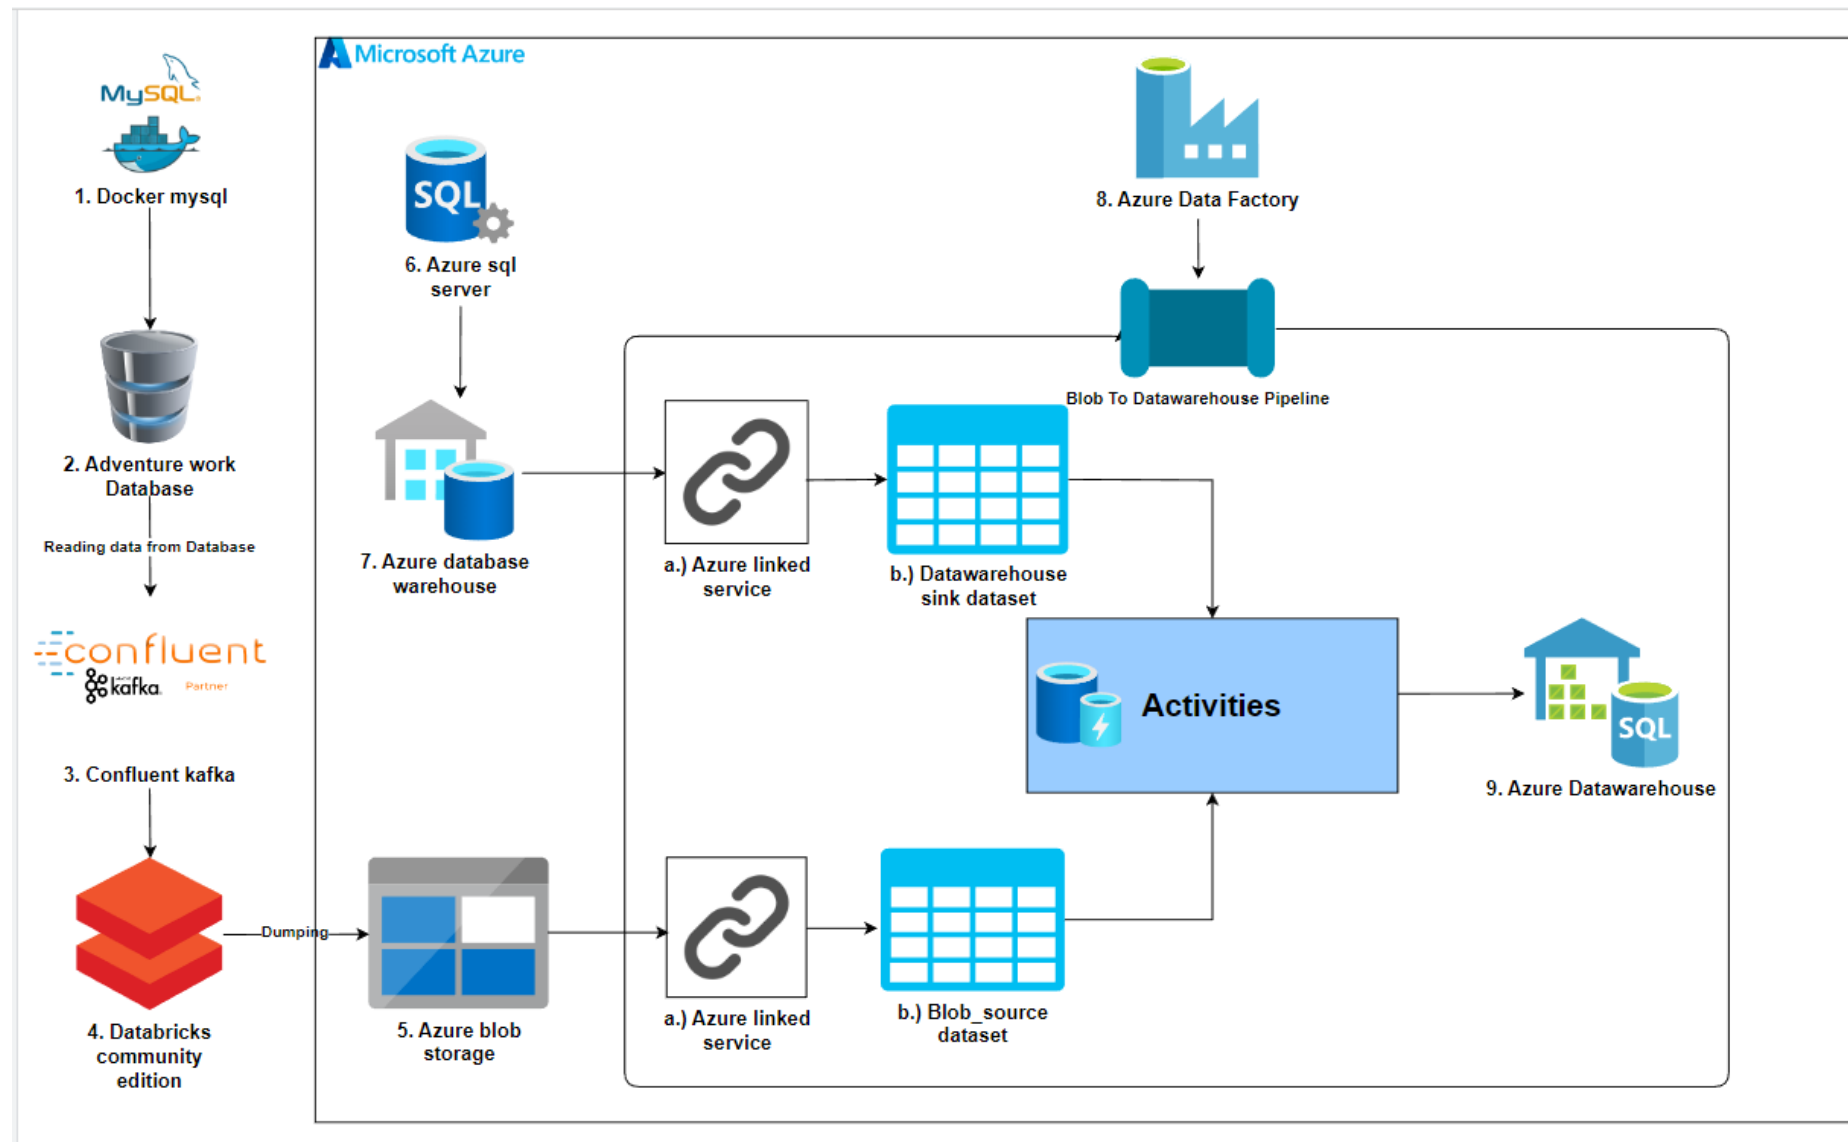 Microsoft Azure
MySQL
1. Docker mysql
SQL
6. Azure sql
server
8. Azure Data Factory
Blob To Datawarehouse Pipeline
2. Adventure work
Database
Reading data from Database
7. Azure database
warehouse
a.) Azure linked
service
b.) Datawarehouse
sink dataset
confluent
kafka
Partner
3. Confluent kafka
Activities
SQL
9. Azure Datawarehouse
Dumping
4. Databricks
community
edition
5. Azure blob
storage
a.) Azure linked
service
b.) Blob_source
dataset